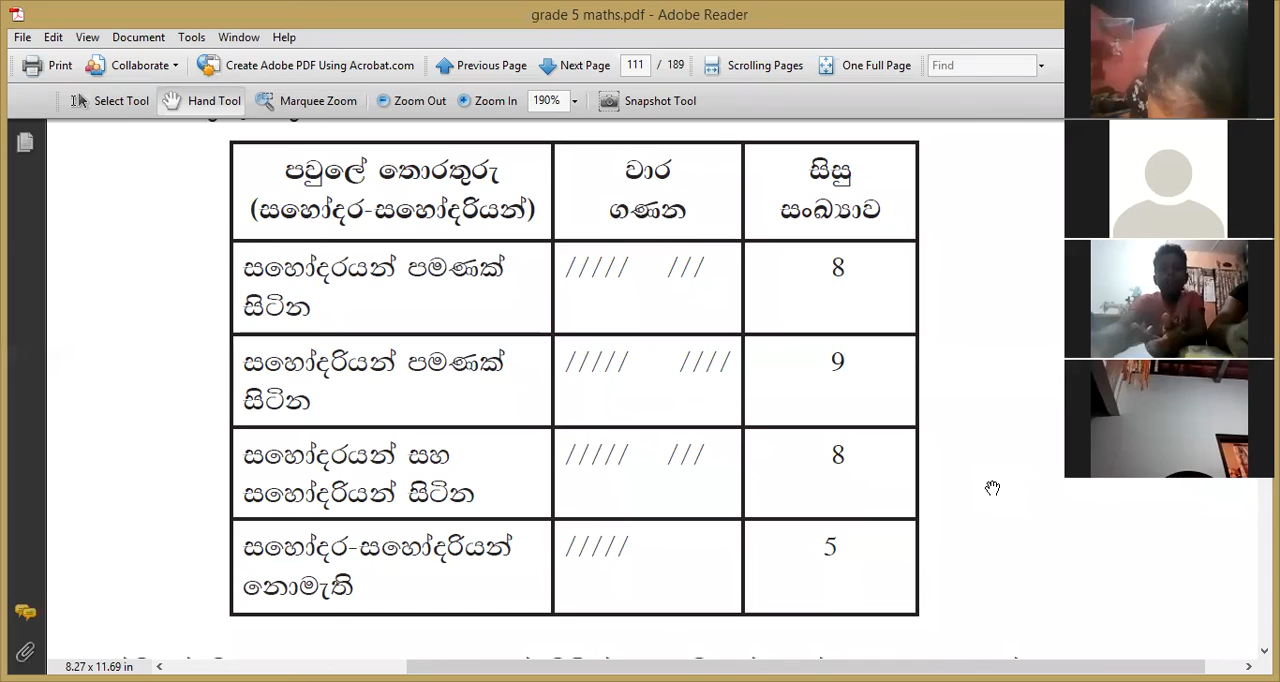 grade 5 maths.pdf - Adobe Reader
File Edit View Document Tools Window Help
Print Collaborate Create Adobe PDF Using Acrobat.com Previous Page 111 / 189 Next Page Scrolling Pages One Full Page Find
Select Tool Hand Tool Marquee Zoom Zoom Out Zoom In 190% Snapshot Tool
පවුලේ තොරතුරු
(සහෝදර-සහෝදරියන්)
වාර
ගණන
සිසු
සංඛ්‍යාව
සහෝදරයන් පමණක්
සිටින
///// ///
8
සහෝදරියන් පමණක්
සිටින
///// ////
9
සහෝදරයන් සහ
සහෝදරියන් සිටින
///// ///
8
සහෝදර-සහෝදරියන්
නොමැති
/////
5
8.27 x 11.69 in